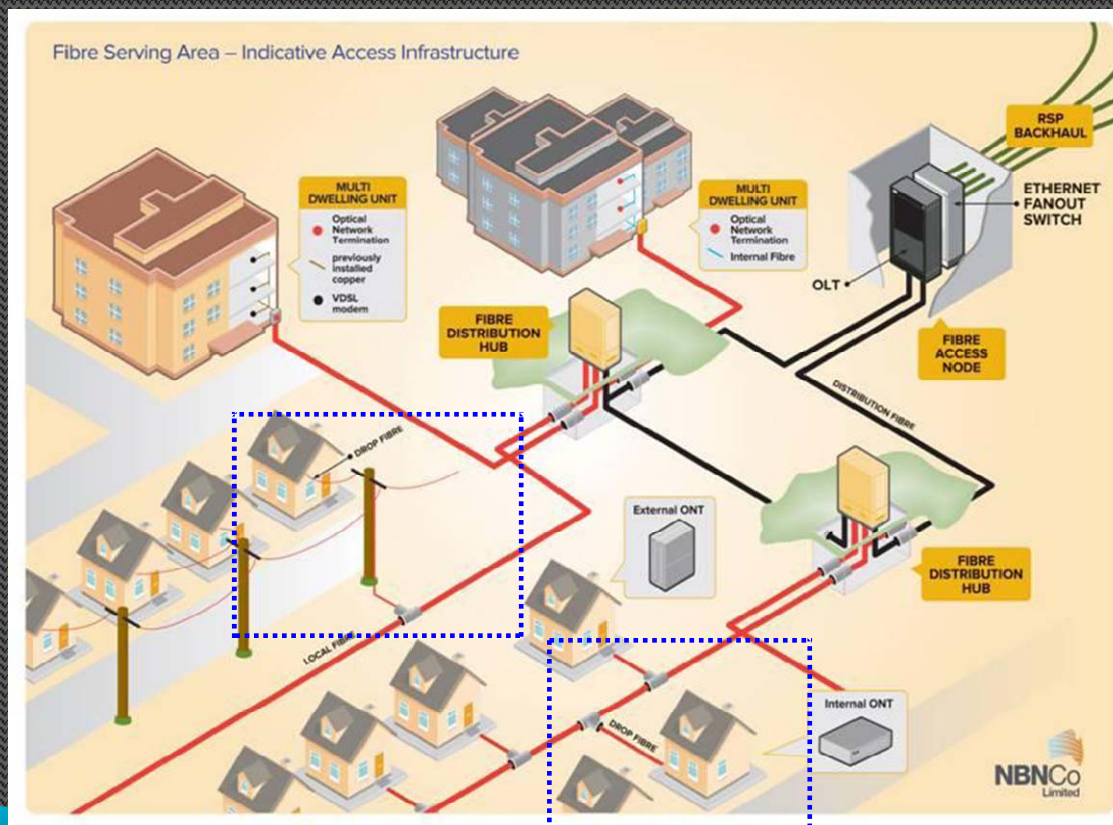 Fibre Serving Area – Indicative Access Infrastructure
RSP
BACKHAUL
ETHERNET
FANOUT
SWITCH
MULTI
DWELLING UNIT
Optical
Network
Termination
previously
installed
copper
VDSL
modem
MULTI
DWELLING UNIT
Optical
Network
Termination
Internal Fibre
OLT
FIBRE
DISTRIBUTION
HUB
FIBRE
ACCESS
NODE
DISTRIBUTION FIBRE
DROP FIBRE
External ONT
FIBRE
DISTRIBUTION
HUB
LOCAL FIBRE
Internal ONT
DROP FIBRE
NBNCo
Limited